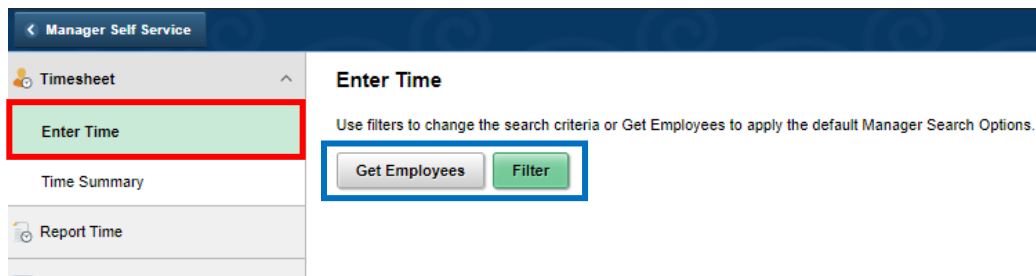 Manager Self Service
Timesheet
Enter Time
Time Summary
Report Time
Enter Time
Use filters to change the search criteria or Get Employees to apply the default Manager Search Options.
Get Employees
Filter